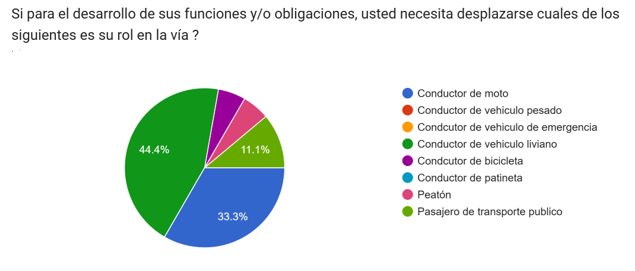 Si para el desarrollo de sus funciones y/o obligaciones, usted necesita desplazarse cuales de los
siguientes es su rol en la vía ?
44.4%
11.1%
33.3%
Conductor de moto
Conductor de vehiculo pesado
Condcutor de vehiculo de emergencia
Conductor de vehiculo liviano
Condcutor de bicicleta
Conductor de patineta
Peatón
Pasajero de transporte publico